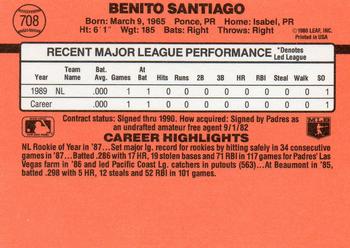 708
BENITO SANTIAGO
Born: March 9, 1965 Ponce, PR Home: Isabel, PR
Ht: 6'1" Wgt: 185 Bats: Right Throws: Right
©1989 LEAF, INC.
Printed in USA
RECENT MAJOR LEAGUE PERFORMANCE *Denotes Led League
Year Team Name Bat. Avg. Games AB Runs Hits 2B 3B HR RBI Steal Walk SO
1989 NL .000 1 1 0 0 0 0 0 0 0 0 1
Career .000 1 1 0 0 0 0 0 0 0 0 1
Contract status: Signed thru 1990. How acquired: Signed by Padres as
an undrafted amateur free agent 9/1/82
CAREER HIGHLIGHTS
NL Rookie of Year in '87...Set major lg. record for rookies by hitting safely in 34 consecutive
games in '87...Batted .286 with 17 HR, 19 stolen bases and 71 RBI in 117 games for Padres' Las
Vegas farm in '86 and led Pacific Coast Lg. catchers in putouts (563)...At Beaumont in '85,
batted .298 with 5 HR, 12 steals and 52 RBI in 101 games.